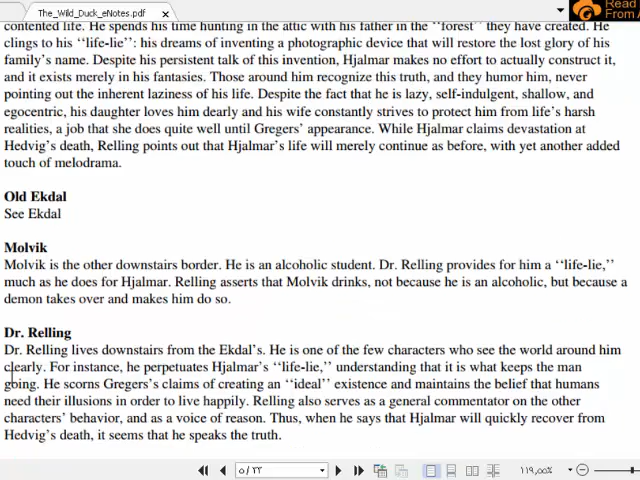 The_Wild_Duck_eNotes.pdf
Read
From A
contented life. He spends his time hunting in the attic with his father in the “forest” they have created. He
clings to his “life-lie”: his dreams of inventing a photographic device that will restore the lost glory of his
family’s name. Despite his persistent talk of this invention, Hjalmar makes no effort to actually construct it,
and it exists merely in his fantasies. Those around him recognize this truth, and they humor him, never
pointing out the inherent laziness of his life. Despite the fact that he is lazy, self-indulgent, shallow, and
egocentric, his daughter loves him dearly and his wife constantly strives to protect him from life’s harsh
realities, a job that she does quite well until Gregers’ appearance. While Hjalmar claims devastation at
Hedvig’s death, Relling points out that Hjalmar’s life will merely continue as before, with yet another added
touch of melodrama.
Old Ekdal
See Ekdal
Molvik
Molvik is the other downstairs border. He is an alcoholic student. Dr. Relling provides for him a ‘‘life-lie,’’
much as he does for Hjalmar. Relling asserts that Molvik drinks, not because he is an alcoholic, but because a
demon takes over and makes him do so.
Dr. Relling
Dr. Relling lives downstairs from the Ekdal’s. He is one of the few characters who see the world around him
clearly. For instance, he perpetuates Hjalmar’s ‘‘life-lie,’’ understanding that it is what keeps the man
going. He scorns Gregers’s claims of creating an ‘‘ideal’’ existence and maintains the belief that humans
need their illusions in order to live happily. Relling also serves as a general commentator on the other
characters’ behavior, and as a voice of reason. Thus, when he says that Hjalmar will quickly recover from
Hedvig’s death, it seems that he speaks the truth.
٥/٢٢ ١١٩,٠٠%